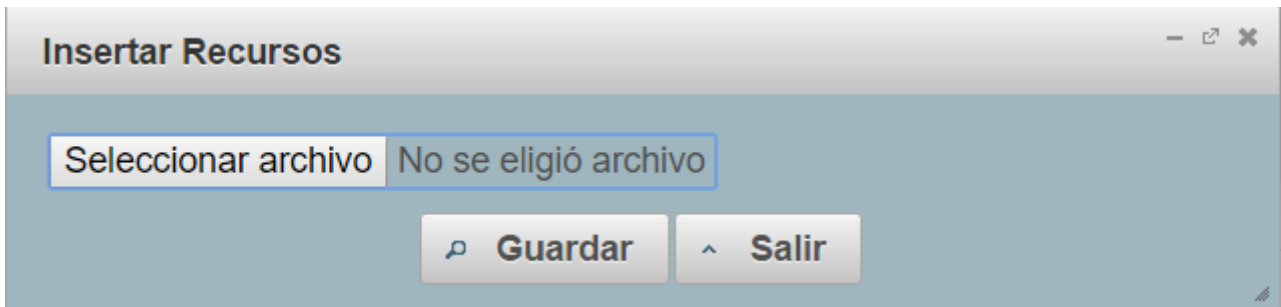 Insertar Recursos
Seleccionar archivo No se eligió archivo
Guardar Salir